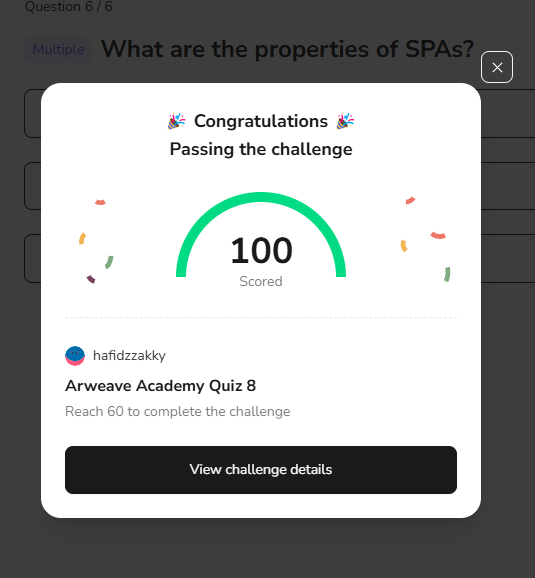 Question 6 / 6
Multiple What are the properties of SPAs?
Congratulations
Passing the challenge
100
Scored
hafidzzakky
Arweave Academy Quiz 8
Reach 60 to complete the challenge
View challenge details